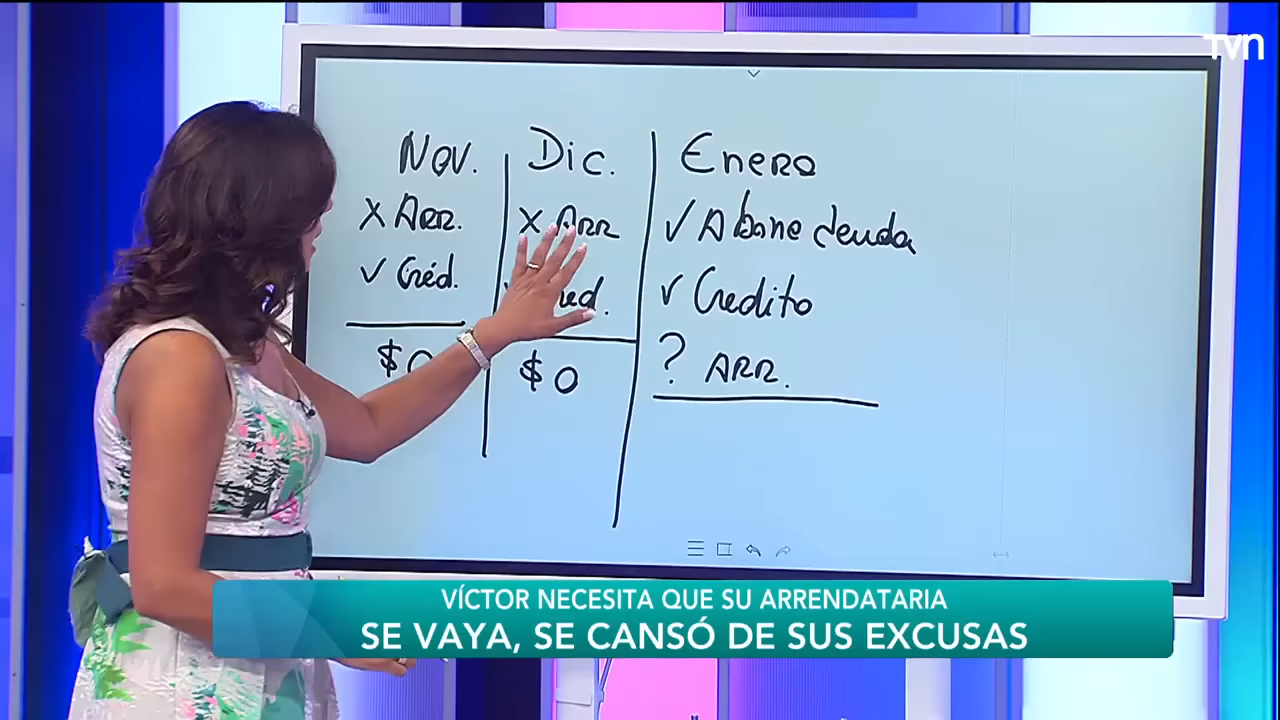 TVN
Nov.
X ARR.
✓ Créd.
$0
Dic.
X ARR
red.
$0
Enero
✓ Abone deuda
✓ Credito
? ARR.
VÍCTOR NECESITA QUE SU ARRENDATARIA
SE VAYA, SE CANSÓ DE SUS EXCUSAS